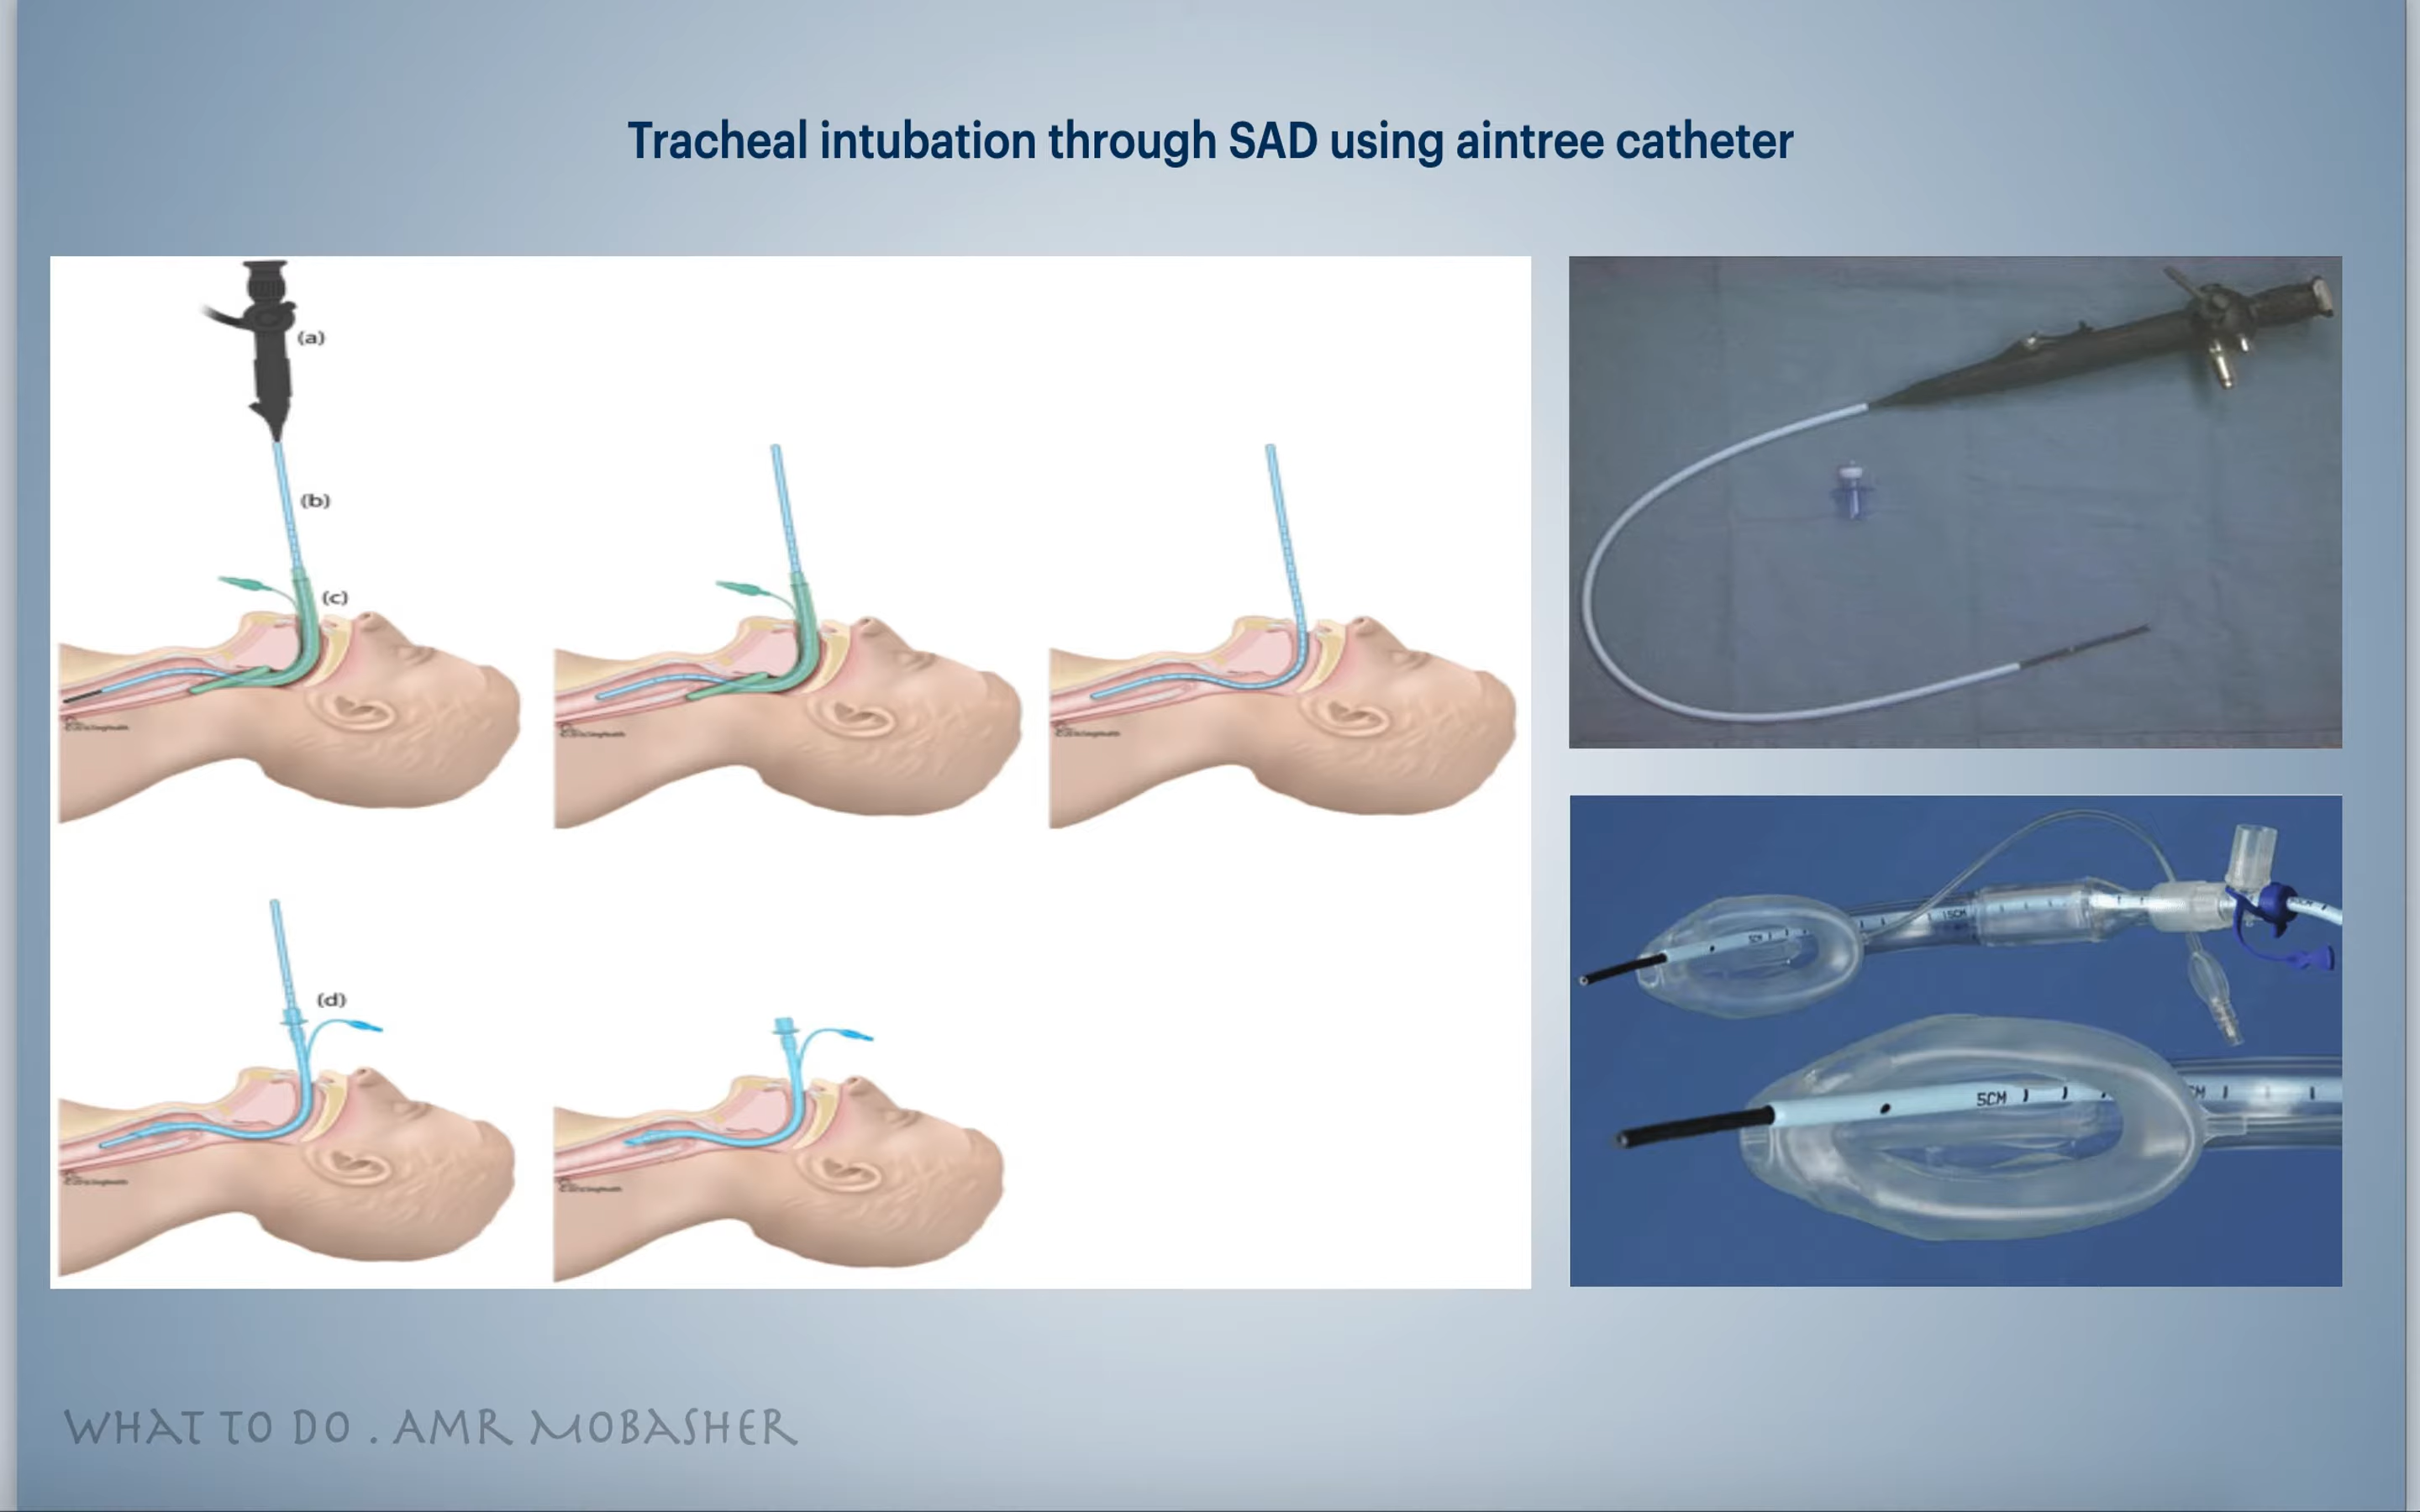 Tracheal intubation through SAD using aintree catheter
(a)
(b)
(c)
(d)
15CM
5CM
5CM
WHAT TO DO . AMR MOBASHER